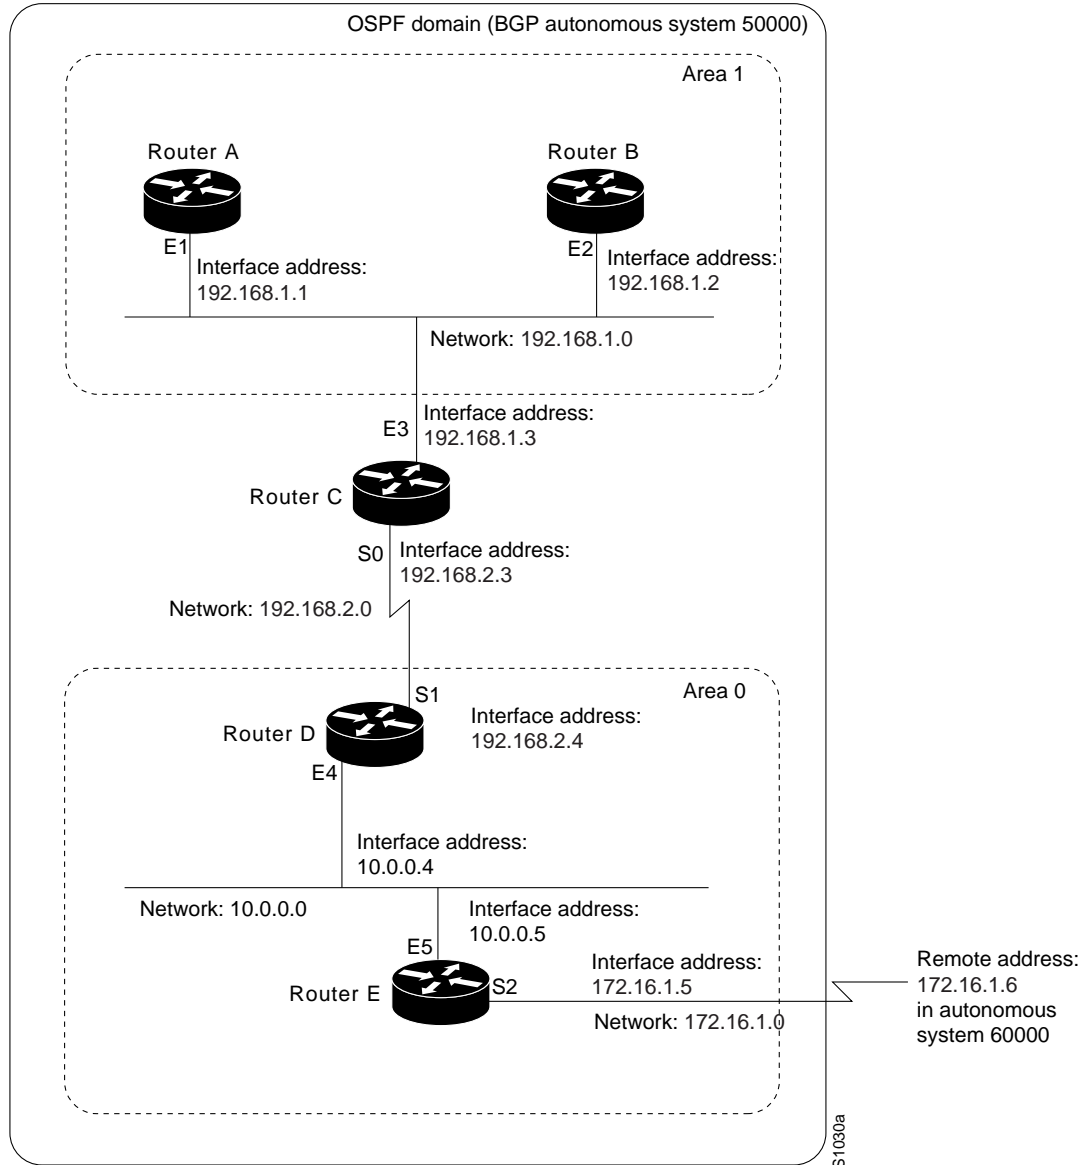 OSPF domain (BGP autonomous system 50000)
Area 1
Router A
Router B
E1
Interface address:
192.168.1.1
E2
Interface address:
192.168.1.2
Network: 192.168.1.0
E3
Interface address:
192.168.1.3
Router C
S0
Interface address:
192.168.2.3
Network: 192.168.2.0
Area 0
S1
Interface address:
192.168.2.4
Router D
E4
Interface address:
10.0.0.4
Network: 10.0.0.0
Interface address:
10.0.0.5
E5
Router E
S2
Interface address:
172.16.1.5
Network: 172.16.1.0
Remote address:
172.16.1.6
in autonomous
system 60000
S1030a